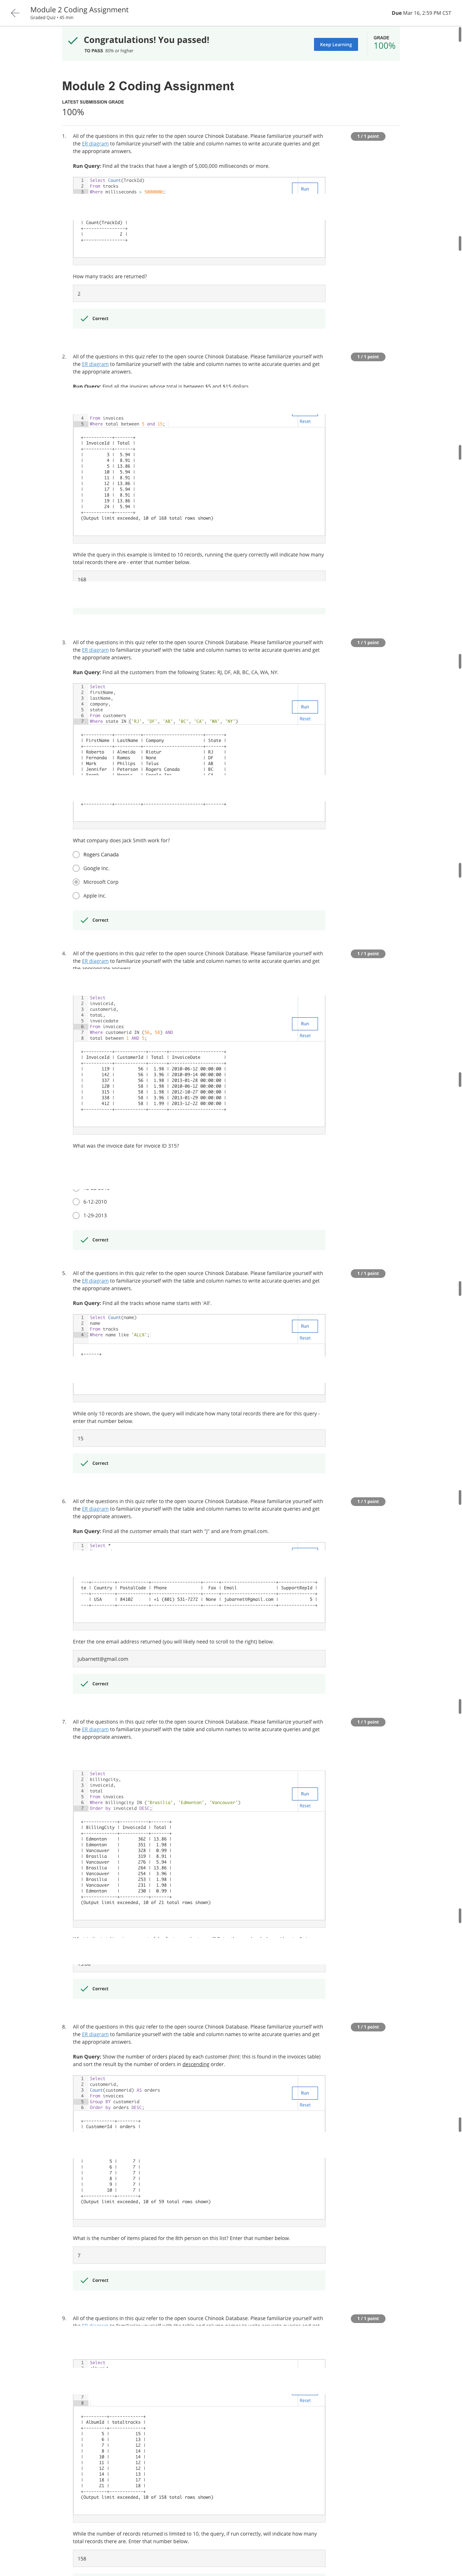 Module 2 Coding Assignment
Graded Quiz • 45 min
Due Mar 16, 2:59 PM CST
Congratulations! You passed!
TO PASS 80% or higher
Keep Learning
GRADE
100%
Module 2 Coding Assignment
LATEST SUBMISSION GRADE
100%
1. All of the questions in this quiz refer to the open source Chinook Database. Please familiarize yourself with
the ER diagram to familiarize yourself with the table and column names to write accurate queries and get
the appropriate answers.
1 / 1 point
Run Query: Find all the tracks that have a length of 5,000,000 milliseconds or more.
1 Select Count(TrackId)
2 From tracks
3 Where milliseconds > 5000000;
Run
| Count(TrackId) |
+----------------+
| 2 |
+----------------+
How many tracks are returned?
2
Correct
2. All of the questions in this quiz refer to the open source Chinook Database. Please familiarize yourself with
the ER diagram to familiarize yourself with the table and column names to write accurate queries and get
the appropriate answers.
1 / 1 point
Run Query: Find all the invoices whose total is between $5 and $15 dollars.
4 From invoices
5 Where total between 5 and 15;
Reset
| InvoiceId | Total |
| 3 | 5.94 |
| 4 | 8.91 |
| 5 | 13.86 |
| 10 | 5.94 |
| 11 | 8.91 |
| 12 | 13.86 |
| 17 | 5.94 |
| 18 | 8.91 |
| 19 | 13.86 |
| 24 | 5.94 |
(Output limit exceeded, 10 of 168 total rows shown)
While the query in this example is limited to 10 records, running the query correctly will indicate how many
total records there are - enter that number below.
168
3. All of the questions in this quiz refer to the open source Chinook Database. Please familiarize yourself with
the ER diagram to familiarize yourself with the table and column names to write accurate queries and get
the appropriate answers.
1 / 1 point
Run Query: Find all the customers from the following States: RJ, DF, AB, BC, CA, WA, NY.
1 Select
2 firstName,
3 lastName,
4 company,
5 state
6 From customers
7 Where state IN ('RJ', 'DF', 'AB', 'BC', 'CA', 'WA', 'NY')
Run
Reset
| FirstName | LastName | Company | State |
| Roberto | Almeida | Riotur | RJ |
| Fernanda | Ramos | None | DF |
| Mark | Philips | Telus | AB |
| Jennifer | Peterson | Rogers Canada | BC |
What company does Jack Smith work for?
Rogers Canada
Google Inc.
Microsoft Corp
Apple Inc.
Correct
4. All of the questions in this quiz refer to the open source Chinook Database. Please familiarize yourself with
the ER diagram to familiarize yourself with the table and column names to write accurate queries and get
the appropriate answers.
1 / 1 point
1 Select
2 invoiceid,
3 customerid,
4 total,
5 invoicedate
6 From invoices
7 Where customerid IN (56, 58) AND
8 total between 1 AND 5;
Run
Reset
| InvoiceId | CustomerId | Total | InvoiceDate |
| 119 | 56 | 1.98 | 2010-06-12 00:00:00 |
| 142 | 56 | 3.96 | 2010-09-14 00:00:00 |
| 337 | 56 | 1.98 | 2013-01-28 00:00:00 |
| 120 | 58 | 1.98 | 2010-06-12 00:00:00 |
| 315 | 58 | 1.98 | 2012-10-27 00:00:00 |
| 338 | 58 | 3.96 | 2013-01-29 00:00:00 |
| 412 | 58 | 1.99 | 2013-12-22 00:00:00 |
What was the invoice date for invoice ID 315?
6-12-2010
1-29-2013
Correct
5. All of the questions in this quiz refer to the open source Chinook Database. Please familiarize yourself with
the ER diagram to familiarize yourself with the table and column names to write accurate queries and get
the appropriate answers.
1 / 1 point
Run Query: Find all the tracks whose name starts with 'All'.
1 Select Count(name)
2 name
3 From tracks
4 Where name like 'ALL%';
Run
Reset
While only 10 records are shown, the query will indicate how many total records there are for this query -
enter that number below.
15
Correct
6. All of the questions in this quiz refer to the open source Chinook Database. Please familiarize yourself with
the ER diagram to familiarize yourself with the table and column names to write accurate queries and get
the appropriate answers.
1 / 1 point
Run Query: Find all the customer emails that start with "J" and are from gmail.com.
1 Select *
te | Country | PostalCode | Phone | Fax | Email | SupportRepId |
| USA | 84102 | +1 (801) 531-7272 | None | jubarnett@gmail.com | 5 |
Enter the one email address returned (you will likely need to scroll to the right) below.
jubarnett@gmail.com
Correct
7. All of the questions in this quiz refer to the open source Chinook Database. Please familiarize yourself with
the ER diagram to familiarize yourself with the table and column names to write accurate queries and get
the appropriate answers.
1 / 1 point
1 Select
2 billingcity,
3 invoiceid,
4 total
5 From invoices
6 Where billingcity IN ('Brasília', 'Edmonton', 'Vancouver')
7 Order by invoiceid DESC;
Run
Reset
| BillingCity | InvoiceId | Total |
| Edmonton | 362 | 13.86 |
| Edmonton | 351 | 1.98 |
| Vancouver | 328 | 0.99 |
| Brasília | 319 | 8.91 |
| Vancouver | 276 | 5.94 |
| Brasília | 264 | 13.86 |
| Vancouver | 254 | 3.96 |
| Brasília | 253 | 1.98 |
| Vancouver | 231 | 1.98 |
| Edmonton | 230 | 0.99 |
(Output limit exceeded, 10 of 21 total rows shown)
Correct
8. All of the questions in this quiz refer to the open source Chinook Database. Please familiarize yourself with
the ER diagram to familiarize yourself with the table and column names to write accurate queries and get
the appropriate answers.
1 / 1 point
Run Query: Show the number of orders placed by each customer (hint: this is found in the invoices table)
and sort the result by the number of orders in descending order.
1 Select
2 customerid,
3 Count(customerid) AS orders
4 From invoices
5 Group BY customerid
6 Order by orders DESC;
Run
Reset
| CustomerId | orders |
| 5 | 7 |
| 6 | 7 |
| 7 | 7 |
| 8 | 7 |
| 9 | 7 |
| 10 | 7 |
(Output limit exceeded, 10 of 59 total rows shown)
What is the number of items placed for the 8th person on this list? Enter that number below.
7
Correct
9. All of the questions in this quiz refer to the open source Chinook Database. Please familiarize yourself with
1 / 1 point
1 Select
7
8
Reset
| AlbumId | totaltracks |
| 5 | 15 |
| 6 | 13 |
| 7 | 12 |
| 8 | 14 |
| 10 | 14 |
| 11 | 12 |
| 12 | 12 |
| 14 | 13 |
| 18 | 17 |
| 21 | 18 |
(Output limit exceeded, 10 of 158 total rows shown)
While the number of records returned is limited to 10, the query, if run correctly, will indicate how many
total records there are. Enter that number below.
158